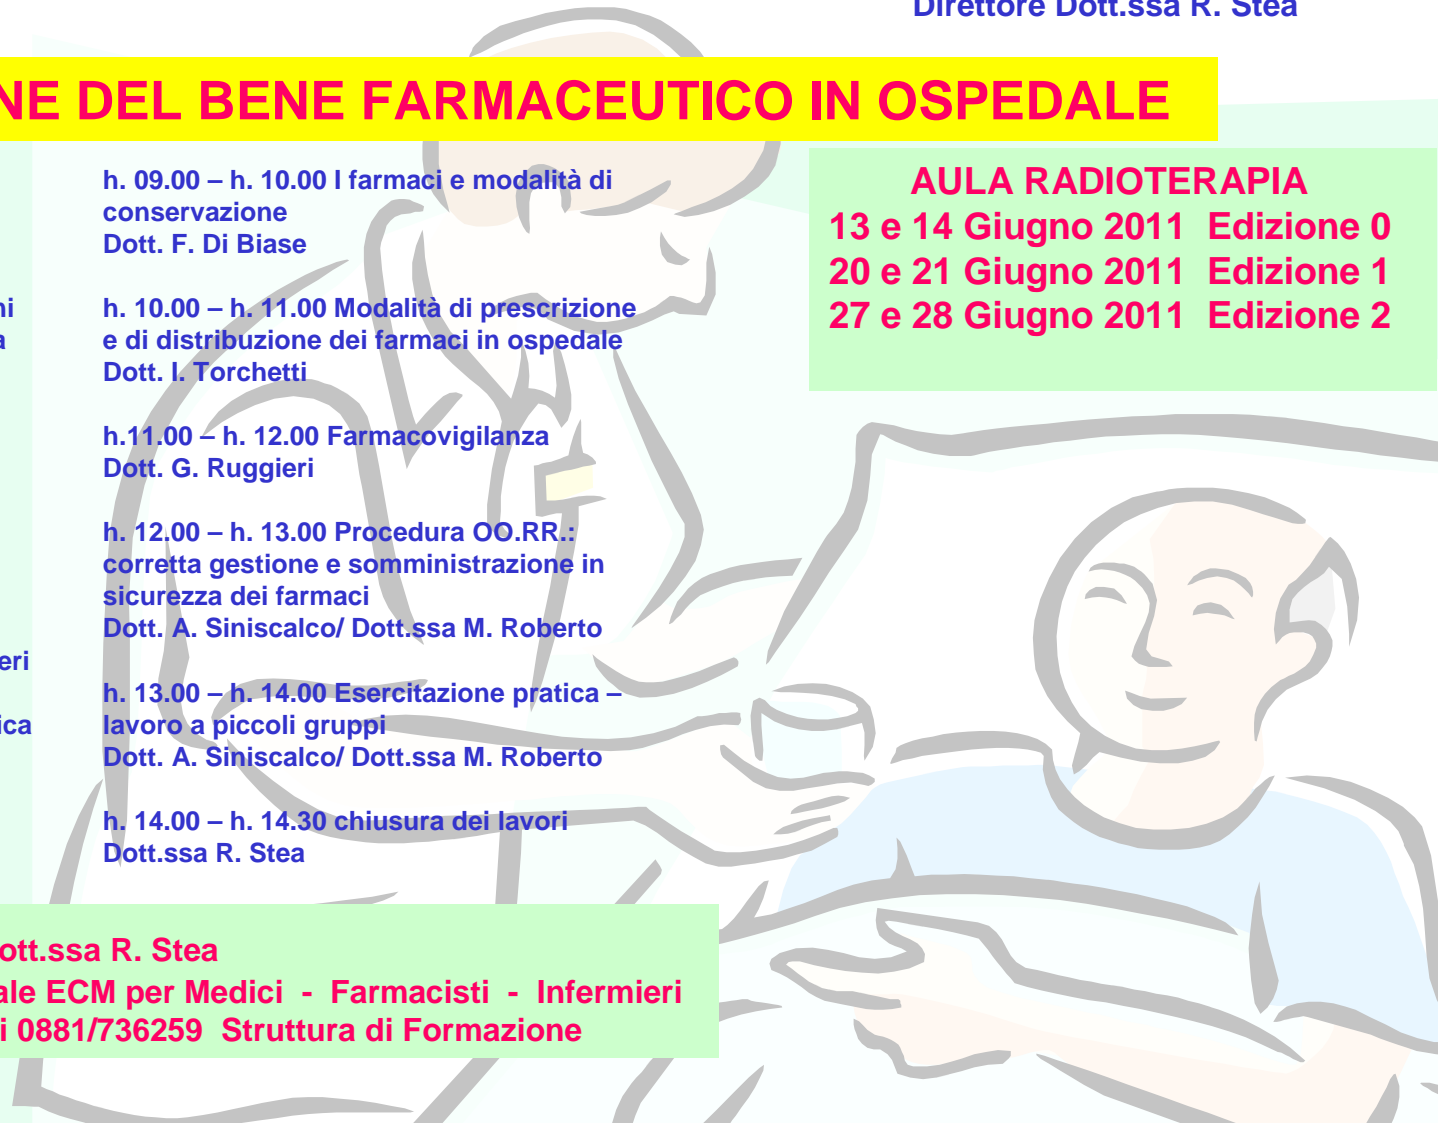 Direttore Dott.ssa R. Stea
NE DEL BENE FARMACEUTICO IN OSPEDALE
ni
a
eri
ica
h. 09.00 – h. 10.00 I farmaci e modalità di
conservazione
Dott. F. Di Biase
h. 10.00 – h. 11.00 Modalità di prescrizione
e di distribuzione dei farmaci in ospedale
Dott. I. Torchetti
h.11.00 – h. 12.00 Farmacovigilanza
Dott. G. Ruggieri
h. 12.00 – h. 13.00 Procedura OO.RR.:
corretta gestione e somministrazione in
sicurezza dei farmaci
Dott. A. Siniscalco/ Dott.ssa M. Roberto
h. 13.00 – h. 14.00 Esercitazione pratica –
lavoro a piccoli gruppi
Dott. A. Siniscalco/ Dott.ssa M. Roberto
h. 14.00 – h. 14.30 chiusura dei lavori
Dott.ssa R. Stea
AULA RADIOTERAPIA
13 e 14 Giugno 2011 Edizione 0
20 e 21 Giugno 2011 Edizione 1
27 e 28 Giugno 2011 Edizione 2
ott.ssa R. Stea
ale ECM per Medici - Farmacisti - Infermieri
i 0881/736259 Struttura di Formazione